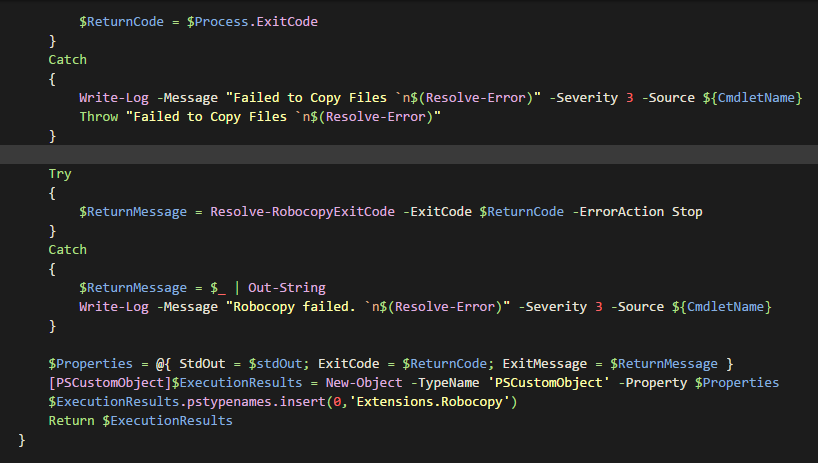 $ReturnCode = $Process.ExitCode
}
Catch
{
Write-Log -Message "Failed to Copy Files `n$(Resolve-Error)" -Severity 3 -Source ${CmdletName}
Throw "Failed to Copy Files `n$(Resolve-Error)"
}
Try
{
$ReturnMessage = Resolve-RobocopyExitCode -ExitCode $ReturnCode -ErrorAction Stop
}
Catch
{
$ReturnMessage = $_ | Out-String
Write-Log -Message "Robocopy failed. `n$(Resolve-Error)" -Severity 3 -Source ${CmdletName}
}
$Properties = @{ StdOut = $stdOut; ExitCode = $ReturnCode; ExitMessage = $ReturnMessage }
[PSCustomObject]$ExecutionResults = New-Object -TypeName 'PSCustomObject' -Property $Properties
$ExecutionResults.pstypenames.insert(0,'Extensions.Robocopy')
Return $ExecutionResults
}